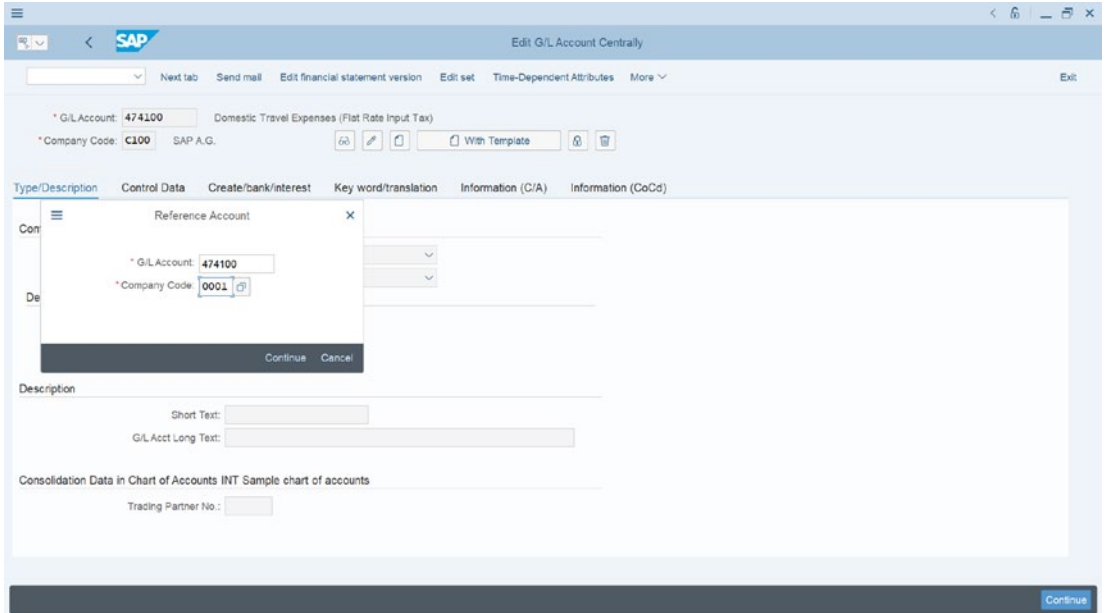 SAP
Edit G/L Account Centrally
Next tab Send mail Edit financial statement version Edit set Time-Dependent Attributes More Exit
* G/L Account: 474100 Domestic Travel Expenses (Flat Rate Input Tax)
* Company Code: C100 SAP A.G. With Template
Type/Description Control Data Create/bank/interest Key word/translation Information (C/A) Information (CoCd)
Reference Account
Con
* G/L Account: 474100
* Company Code: 0001
De
Continue Cancel
Description
Short Text:
G/L Acct Long Text:
Consolidation Data in Chart of Accounts INT Sample chart of accounts
Trading Partner No.:
Continue